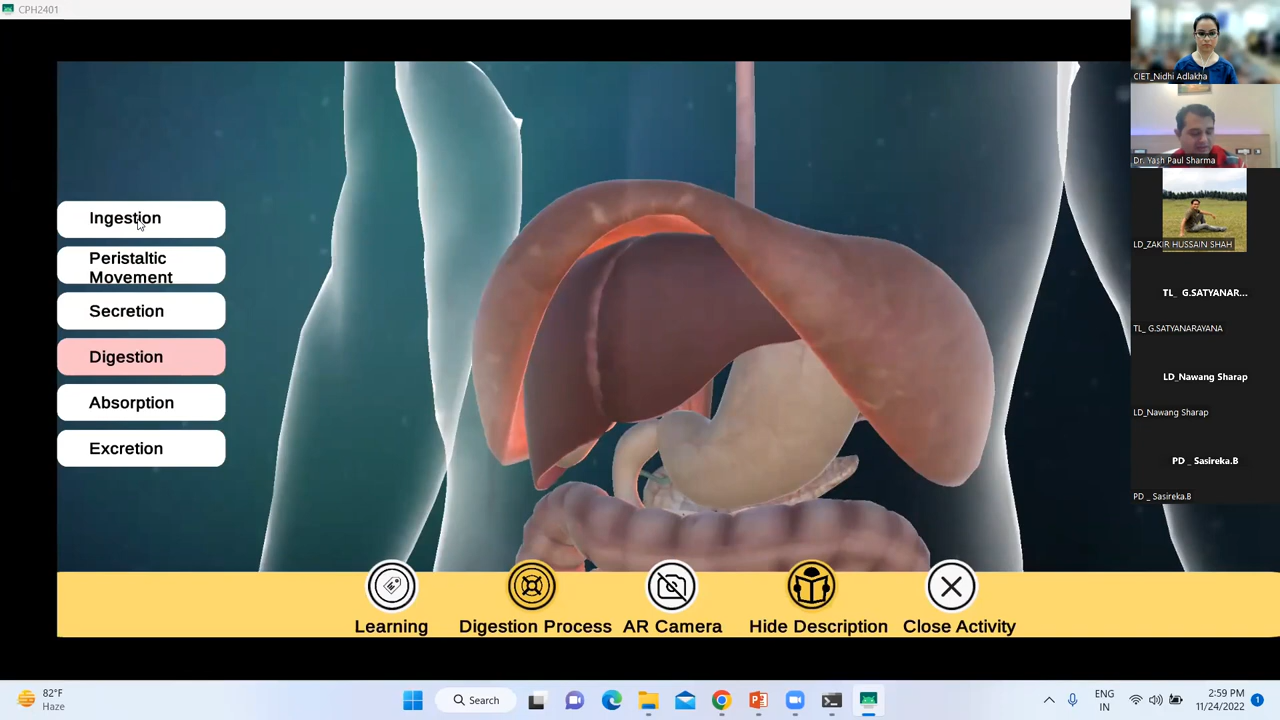 CPH2401
CIET_Nidhi Adlakha
Dr. Yash Paul Sharma
LD_ZAKIR HUSSAIN SHAH
TL_ G.SATYANAR...
TL_ G.SATYANARAYANA
LD_Nawang Sharap
LD_Nawang Sharap
PD _ Sasireka.B
PD _ Sasireka.B
Ingestion
Peristaltic
Movement
Secretion
Digestion
Absorption
Excretion
Learning
Digestion Process
AR Camera
Hide Description
Close Activity
82°F
Haze
Search
ENG
IN
2:59 PM
11/24/2022
1